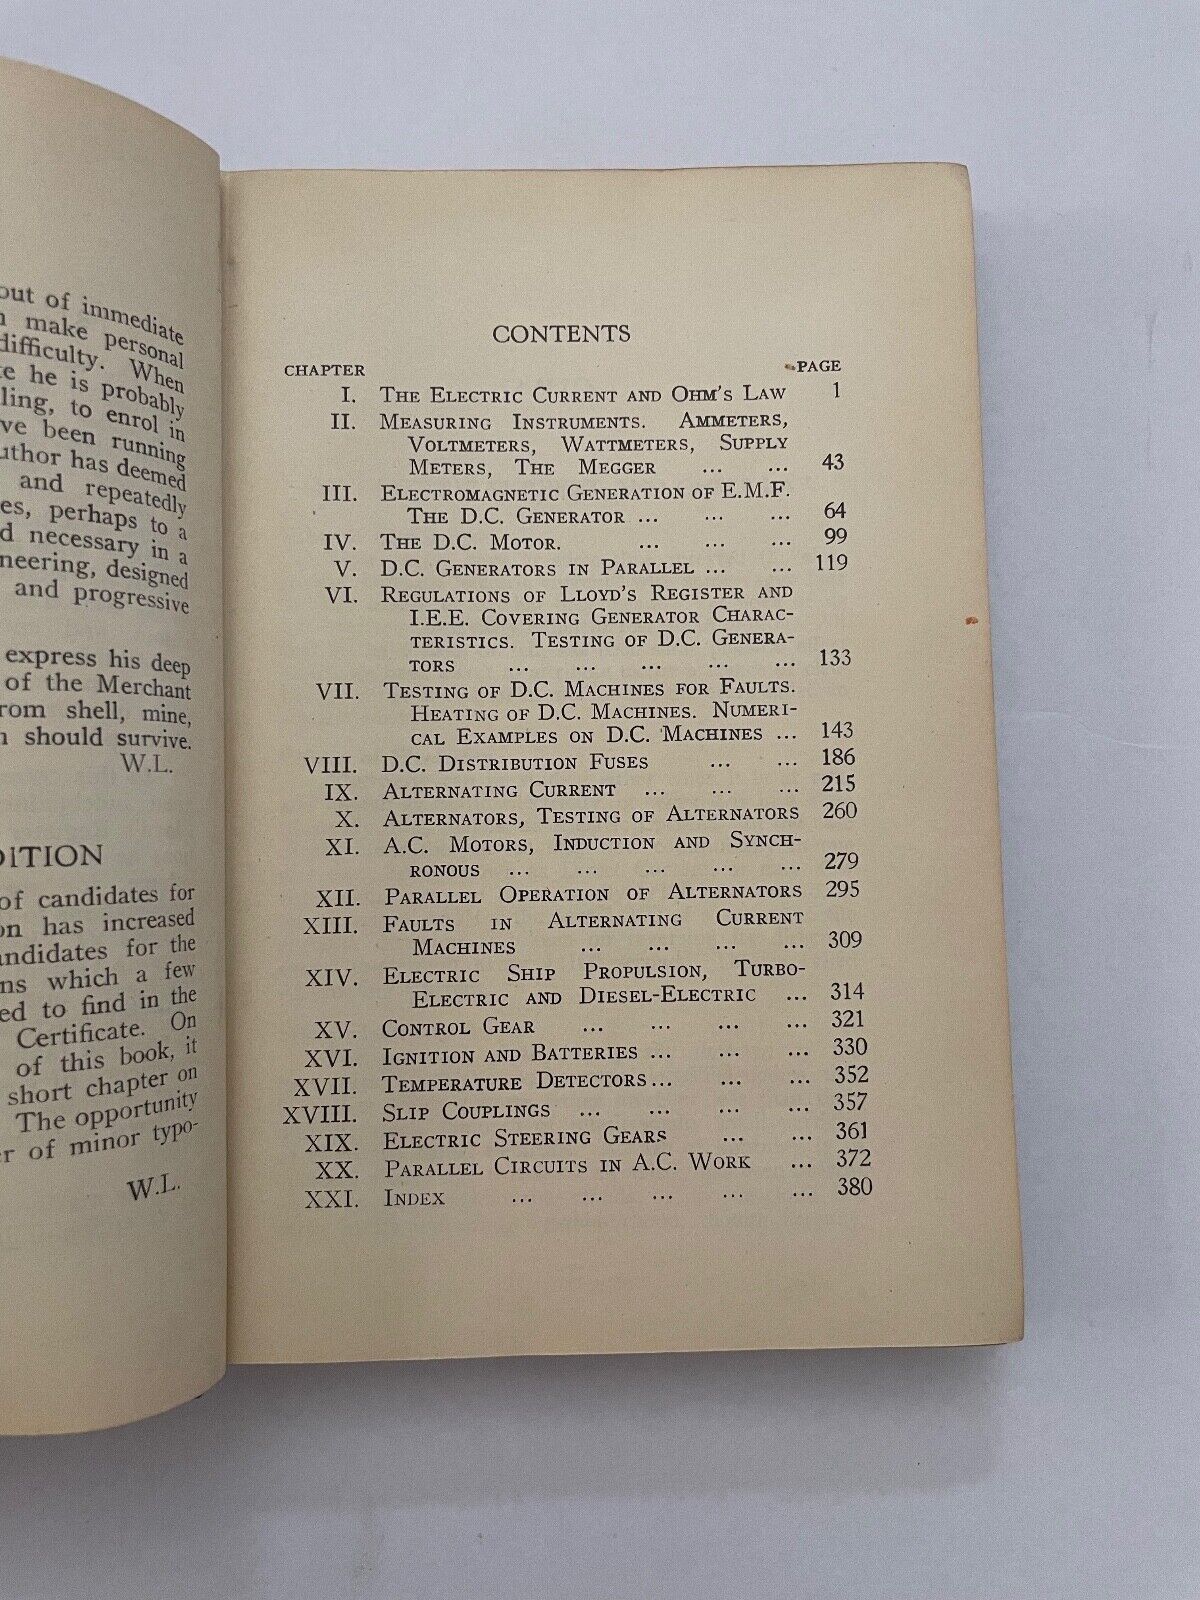 out of immediate
make personal
difficulty. When
he is probably
ling, to enrol in
been running
author has deemed
and repeatedly
perhaps to a
necessary in a
designed
and progressive
express his deep
of the Merchant
from shell, mine,
should survive.
W.L.
DITION
of candidates for
has increased
candidates for the
which a few
to find in the
Certificate. On
of this book, it
short chapter on
The opportunity
of minor typo-
W.L.
CONTENTS
CHAPTER PAGE
I. The Electric Current and Ohm's Law 1
II. Measuring Instruments. Ammeters,
Voltmeters, Wattmeters, Supply
Meters, The Megger ... ... 43
III. Electromagnetic Generation of E.M.F.
The D.C. Generator ... ... ... 64
IV. The D.C. Motor. ... ... ... 99
V. D.C. Generators in Parallel ... ... 119
VI. Regulations of Lloyd's Register and
I.E.E. Covering Generator Charac-
teristics. Testing of D.C. Genera-
tors ... ... ... ... ... 133
VII. Testing of D.C. Machines for Faults.
Heating of D.C. Machines. Numeri-
cal Examples on D.C. Machines ... 143
VIII. D.C. Distribution Fuses ... ... 186
IX. Alternating Current ... ... ... 215
X. Alternators, Testing of Alternators 260
XI. A.C. Motors, Induction and Synch-
ronous ... ... ... ... ... 279
XII. Parallel Operation of Alternators 295
XIII. Faults in Alternating Current
Machines ... ... ... ... 309
XIV. Electric Ship Propulsion, Turbo-
Electric and Diesel-Electric ... 314
XV. Control Gear ... ... ... ... 321
XVI. Ignition and Batteries ... ... ... 330
XVII. Temperature Detectors ... ... ... 352
XVIII. Slip Couplings ... ... ... ... 357
XIX. Electric Steering Gears ... ... 361
XX. Parallel Circuits in A.C. Work ... 372
XXI. Index ... ... ... ... ... 380